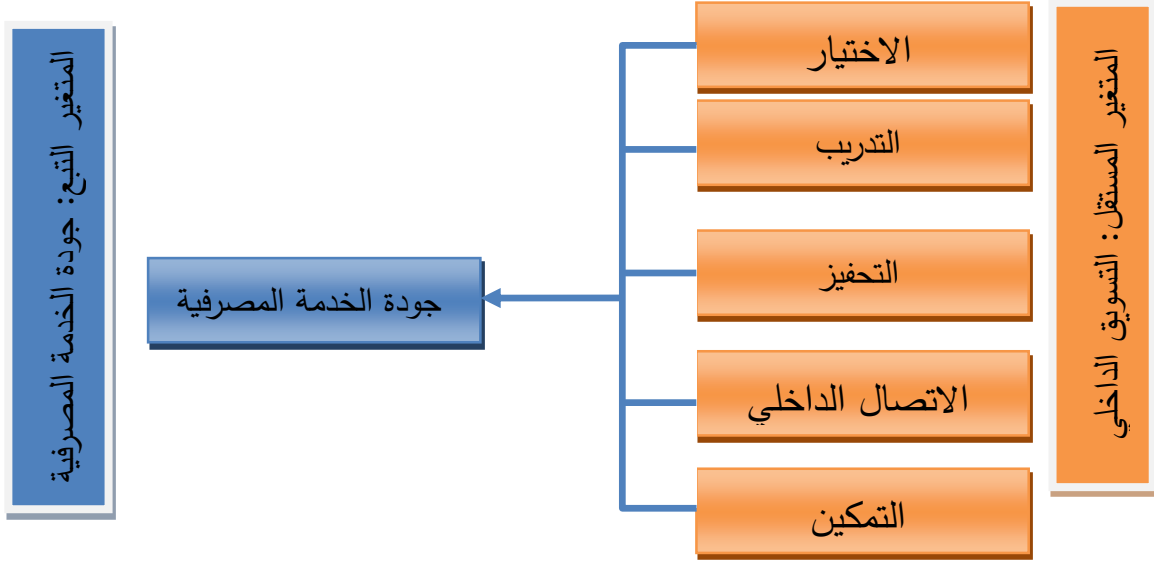 المتغير المستقل: التسويق الداخلي
الاختيار
التدريب
التحفيز
الاتصال الداخلي
التمكين
جودة الخدمة المصرفية
المتغير التبع: جودة الخدمة المصرفية